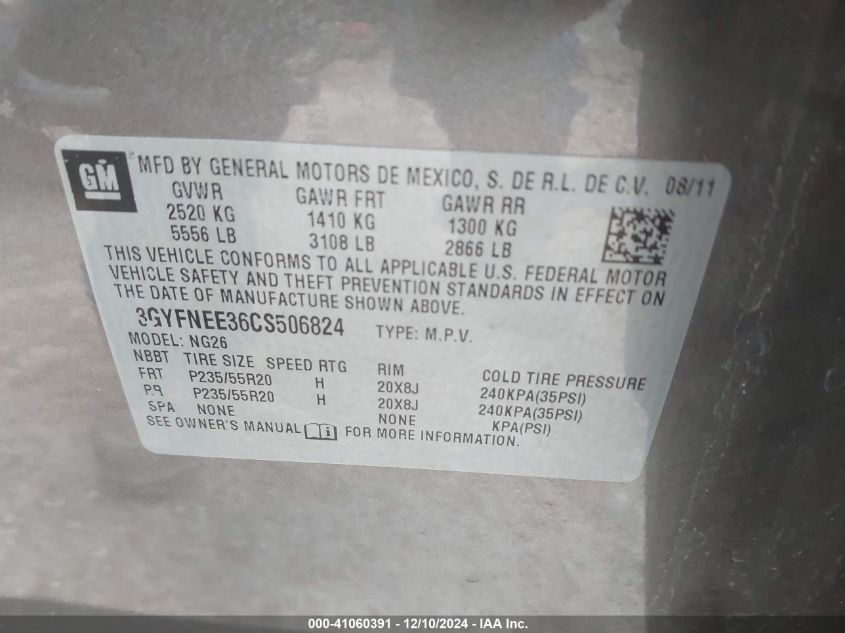 GM MFD BY GENERAL MOTORS DE MEXICO, S. DE R.L. DE C.V. 08/11
GVWR GAWR FRT GAWR RR
2520 KG 1410 KG 1300 KG
5556 LB 3108 LB 2866 LB
THIS VEHICLE CONFORMS TO ALL APPLICABLE U.S. FEDERAL MOTOR
VEHICLE SAFETY AND THEFT PREVENTION STANDARDS IN EFFECT ON
THE DATE OF MANUFACTURE SHOWN ABOVE.
3GYFNEE36CS506824 TYPE: M.P.V.
MODEL: NG26
NBBT TIRE SIZE SPEED RTG RIM COLD TIRE PRESSURE
FRT P235/55R20 H 20X8J 240KPA(35PSI)
RR P235/55R20 H 20X8J 240KPA(35PSI)
SPA NONE NONE KPA(PSI)
SEE OWNER'S MANUAL FOR MORE INFORMATION.
000-41060391 - 12/10/2024 - IAA Inc.